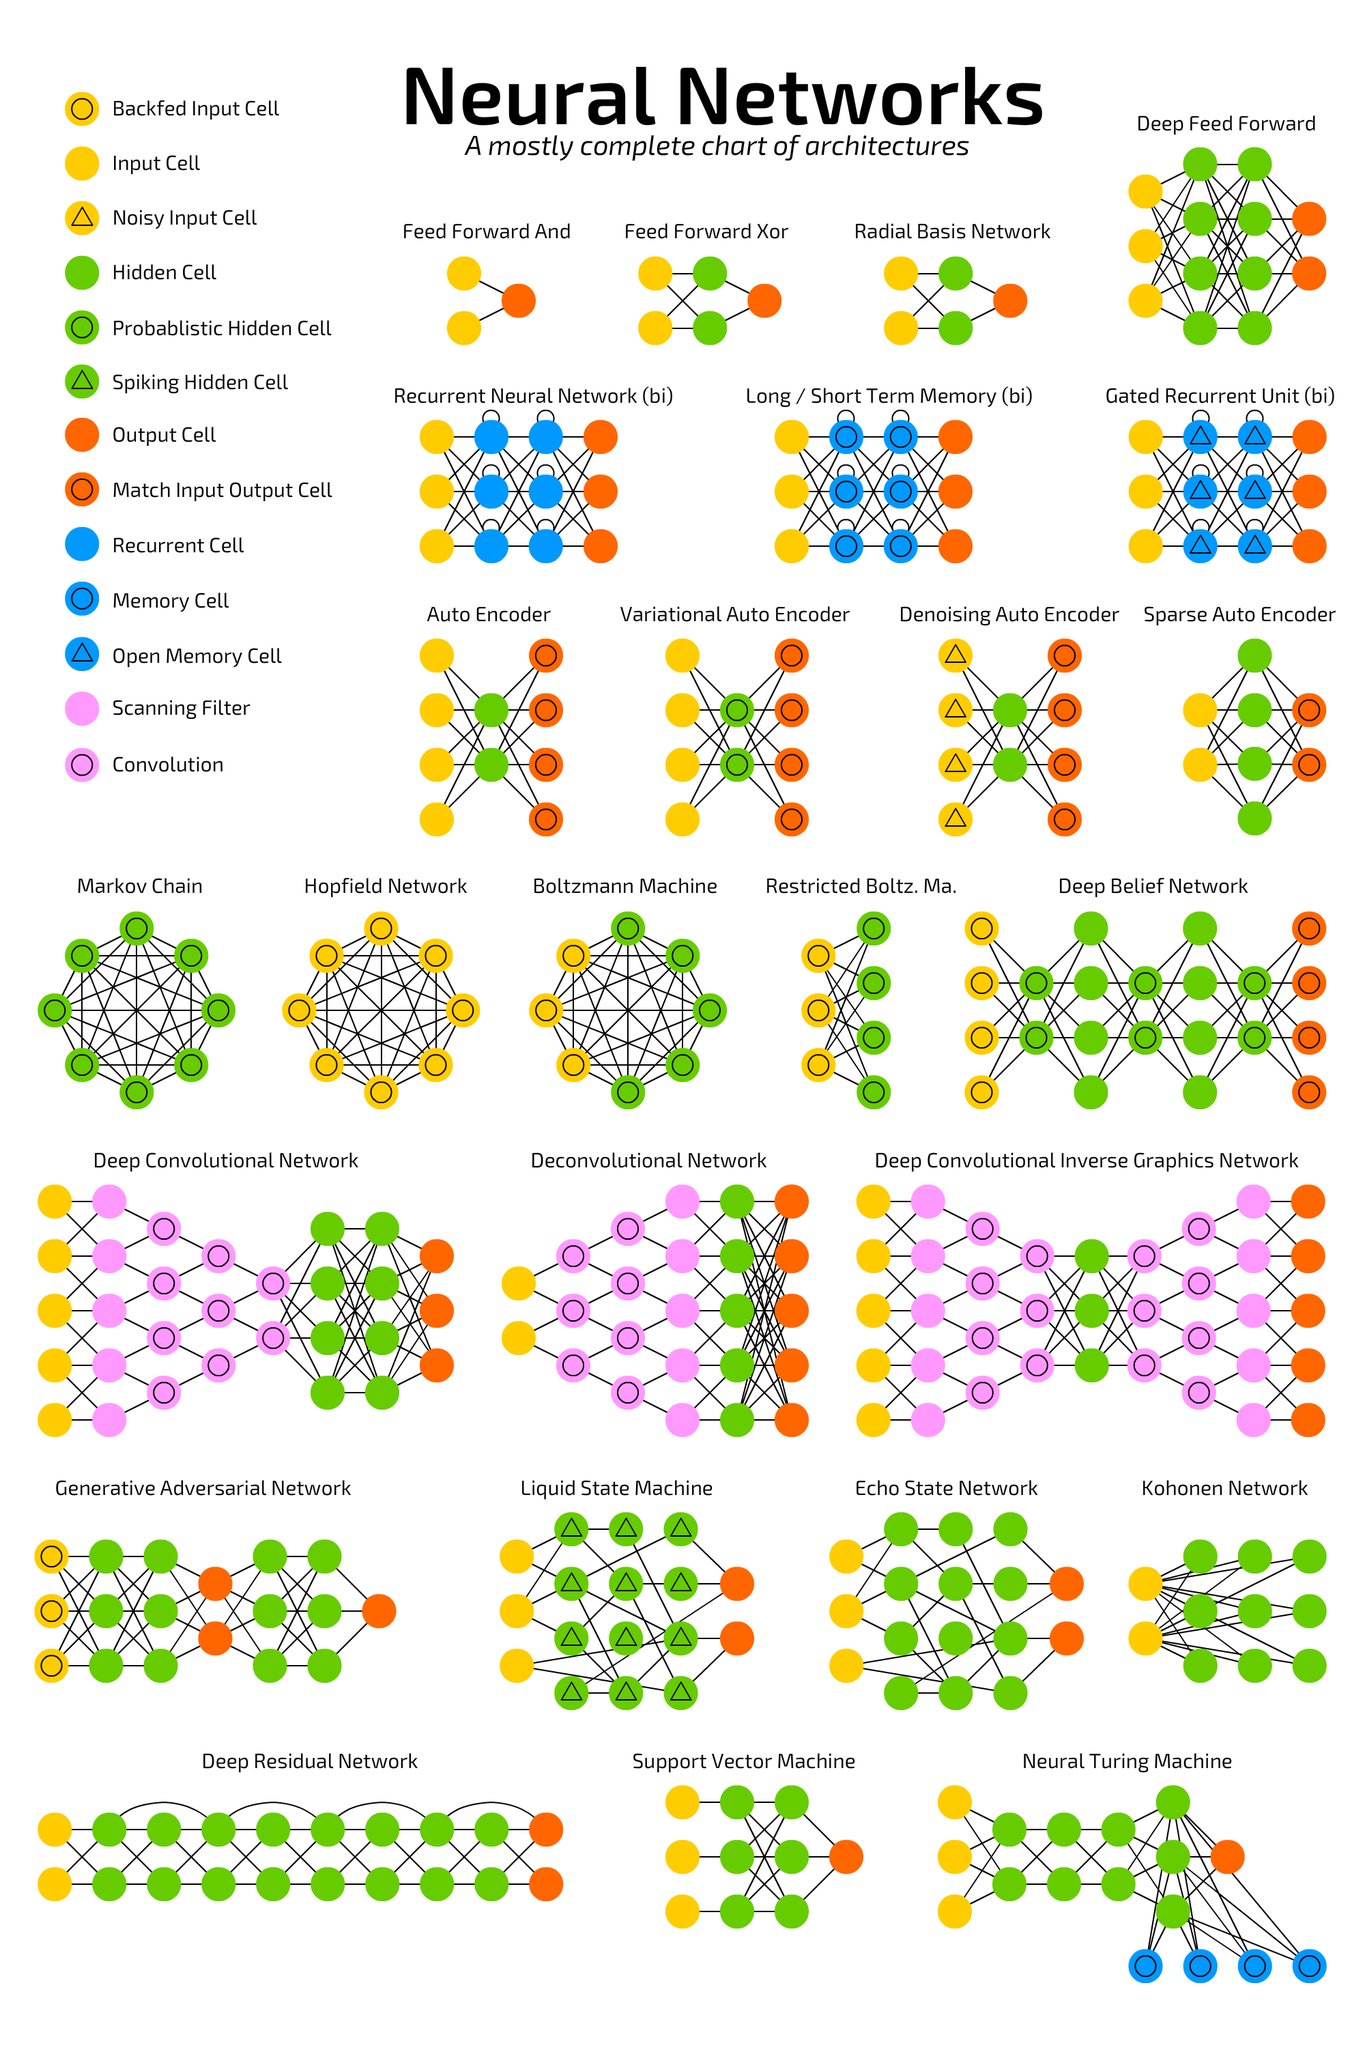 Neural Networks
A mostly complete chart of architectures
Backfed Input Cell
Input Cell
Noisy Input Cell
Hidden Cell
Probablistic Hidden Cell
Spiking Hidden Cell
Output Cell
Match Input Output Cell
Recurrent Cell
Memory Cell
Open Memory Cell
Scanning Filter
Convolution
Deep Feed Forward
Feed Forward And
Feed Forward Xor
Radial Basis Network
Recurrent Neural Network (bi)
Long / Short Term Memory (bi)
Gated Recurrent Unit (bi)
Auto Encoder
Variational Auto Encoder
Denoising Auto Encoder
Sparse Auto Encoder
Markov Chain
Hopfield Network
Boltzmann Machine
Restricted Boltz. Ma.
Deep Belief Network
Deep Convolutional Network
Deconvolutional Network
Deep Convolutional Inverse Graphics Network
Generative Adversarial Network
Liquid State Machine
Echo State Network
Kohonen Network
Deep Residual Network
Support Vector Machine
Neural Turing Machine